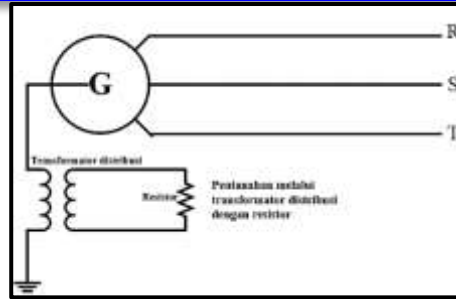 R
G
S
T
Transformator distribusi
Resistor
Pentanahan melalui
transformator distribusi
dengan resistor